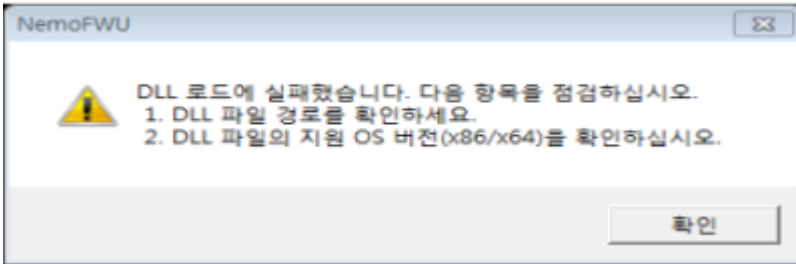 NemoFWU
DLL 로드에 실패했습니다. 다음 항목을 점검하십시오.
1. DLL 파일 경로를 확인하세요.
2. DLL 파일의 지원 OS 버전(x86/x64)을 확인하십시오.
확인